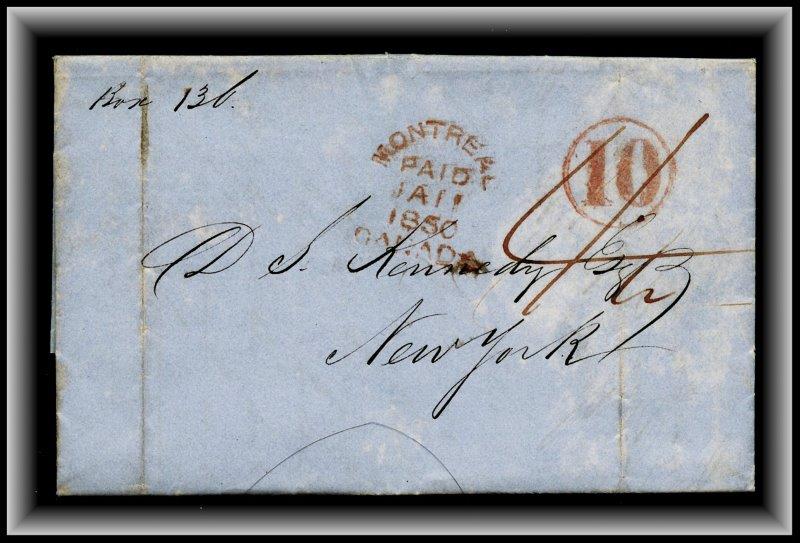 Box 136.
MONTREAL
PAID
JA 11
1850
CANADA
10
D S. Kennedy Esq
New York